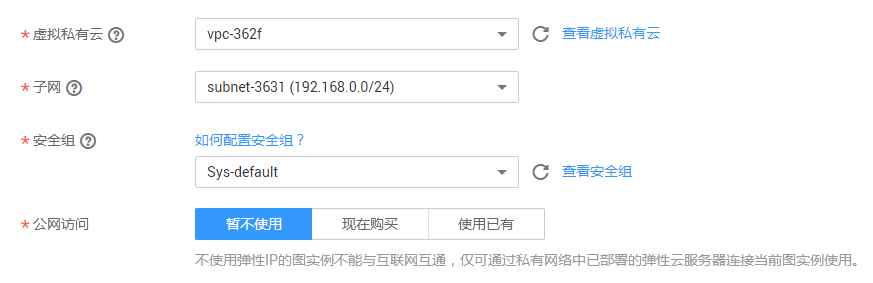 * 虚拟私有云 ? vpc-362f 查看虚拟私有云
* 子网 ? subnet-3631 (192.168.0.0/24)
* 安全组 ? 如何配置安全组？
Sys-default 查看安全组
* 公网访问 暂不使用 现在购买 使用已有
不使用弹性IP的图实例不能与互联网互通，仅可通过私有网络中已部署的弹性云服务器连接当前图实例使用。